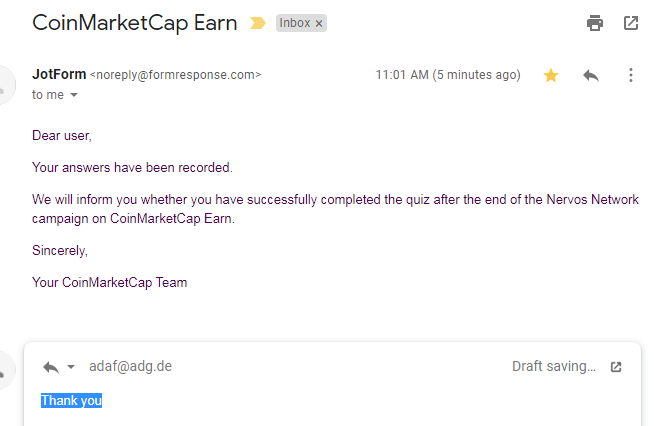 CoinMarketCap Earn Inbox ×
JotForm <noreply@formresponse.com> 11:01 AM (5 minutes ago)
to me
Dear user,
Your answers have been recorded.
We will inform you whether you have successfully completed the quiz after the end of the Nervos Network
campaign on CoinMarketCap Earn.
Sincerely,
Your CoinMarketCap Team
adaf@adg.de Draft saving...
Thank you